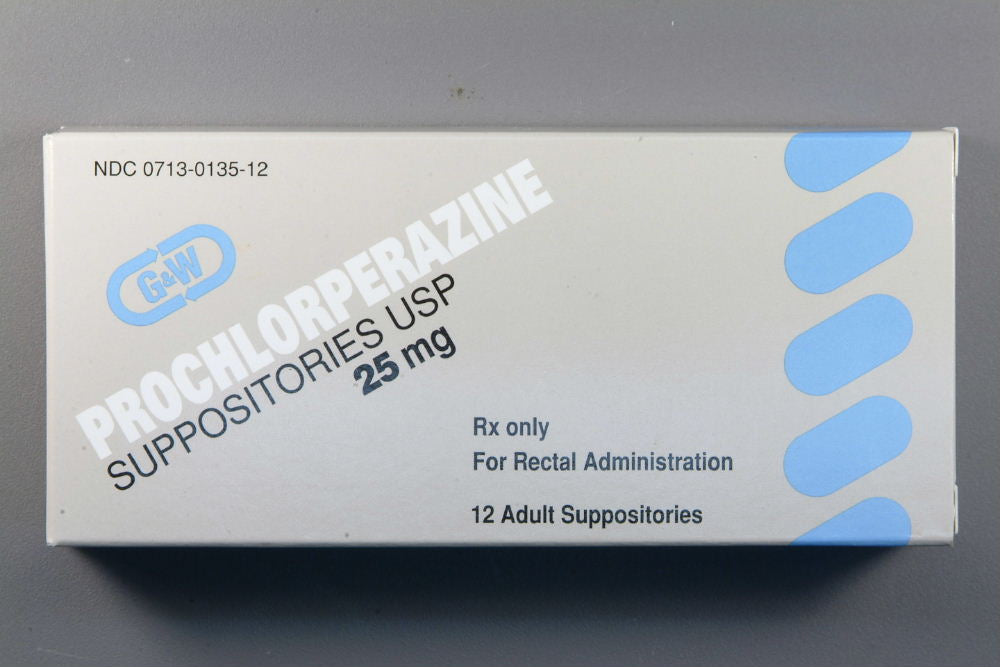 NDC 0713-0135-12
G&W
PROCHLORPERAZINE
SUPPOSITORIES USP
25 mg
Rx only
For Rectal Administration
12 Adult Suppositories